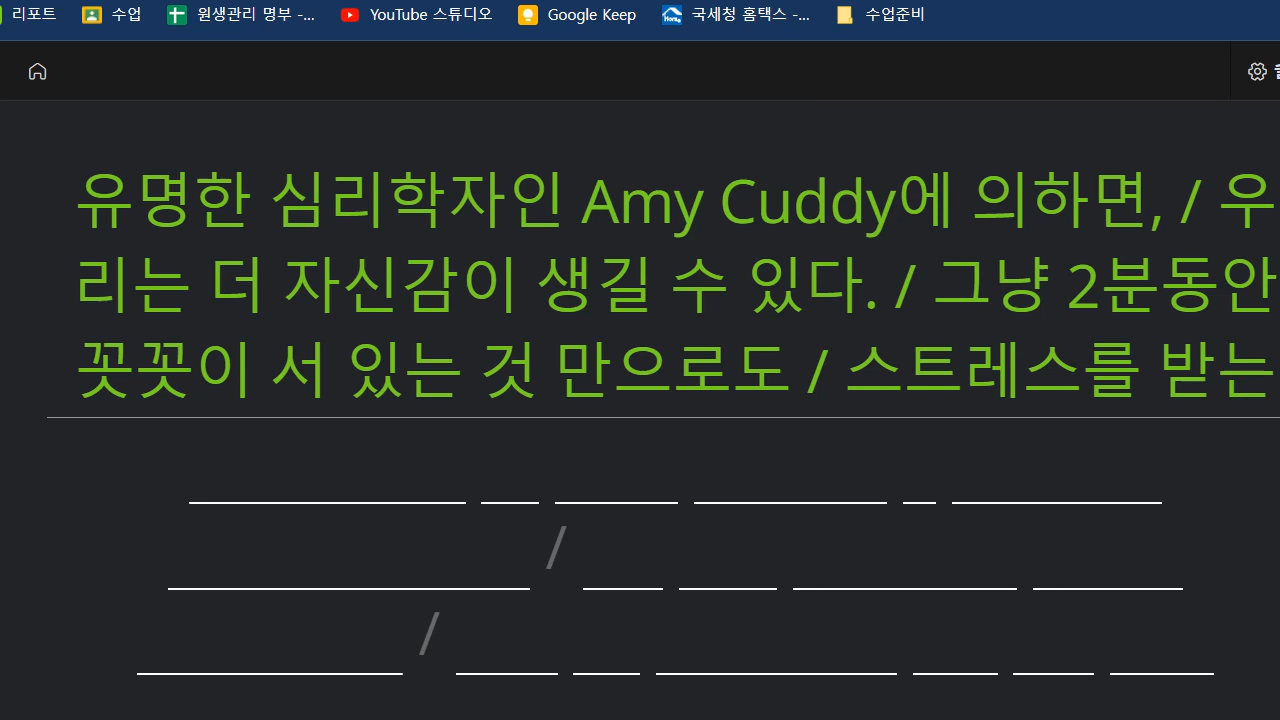 리포트 수업 원생관리 명부 -... YouTube 스튜디오 Google Keep 국세청 홈택스 -... 수업준비
유명한 심리학자인 Amy Cuddy에 의하면, / 우
리는 더 자신감이 생길 수 있다. / 그냥 2분동안
꼿꼿이 서 있는 것 만으로도 / 스트레스를 받는
/
/